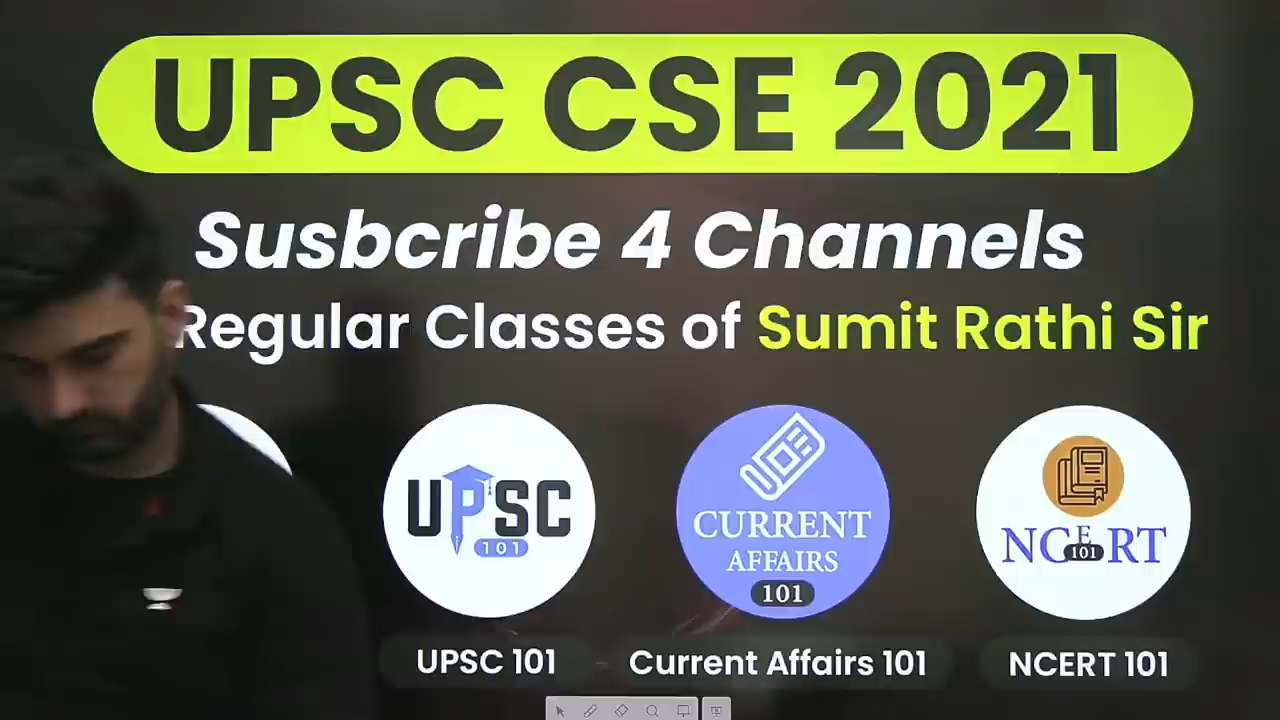 UPSC CSE 2021
Susbcribe 4 Channels
Regular Classes of Sumit Rathi Sir
UPSC
101
CURRENT
AFFAIRS
101
NCERT
101
UPSC 101
Current Affairs 101
NCERT 101